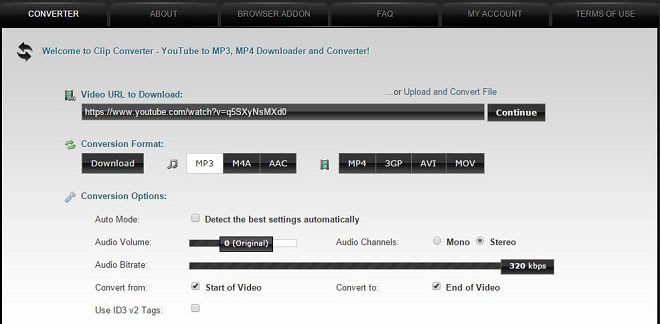 CONVERTER ABOUT BROWSER ADDON FAQ MY ACCOUNT TERMS OF USE
Welcome to Clip Converter - YouTube to MP3, MP4 Downloader and Converter!
Video URL to Download: ...or Upload and Convert File
https://www.youtube.com/watch?v=q5SXyNsMXd0 Continue
Conversion Format:
Download MP3 M4A AAC MP4 3GP AVI MOV
Conversion Options:
Auto Mode: Detect the best settings automatically
Audio Volume: 0 (Original) Audio Channels: Mono Stereo
Audio Bitrate: 320 kbps
Convert from: Start of Video Convert to: End of Video
Use ID3 v2 Tags: